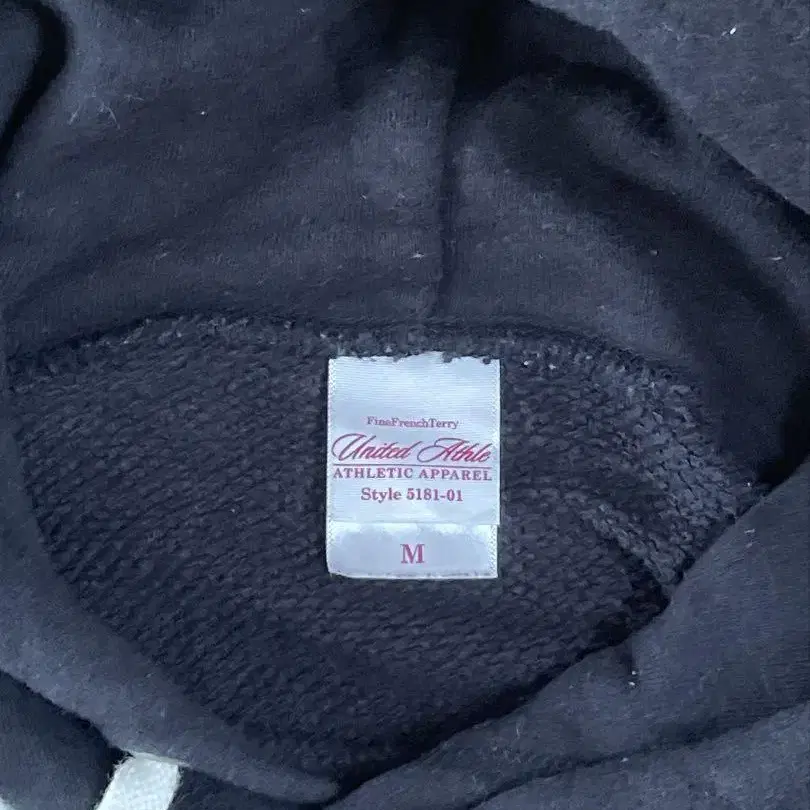 FineFrenchTerry
United Athle
ATHLETIC APPAREL
Style 5181-01
M